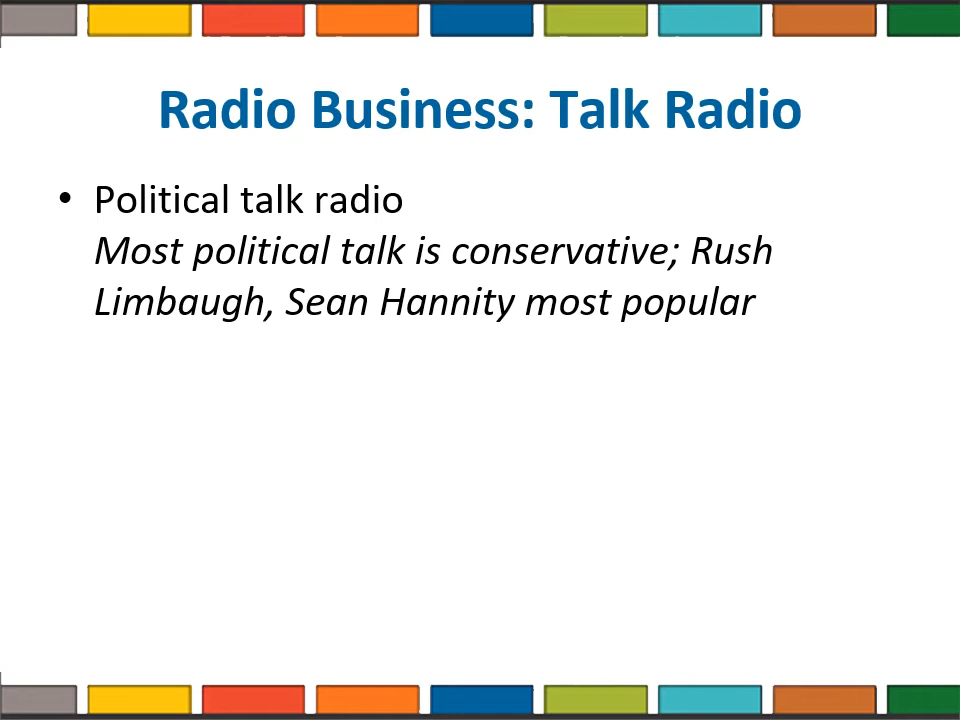 Radio Business: Talk Radio
• Political talk radio
Most political talk is conservative; Rush
Limbaugh, Sean Hannity most popular